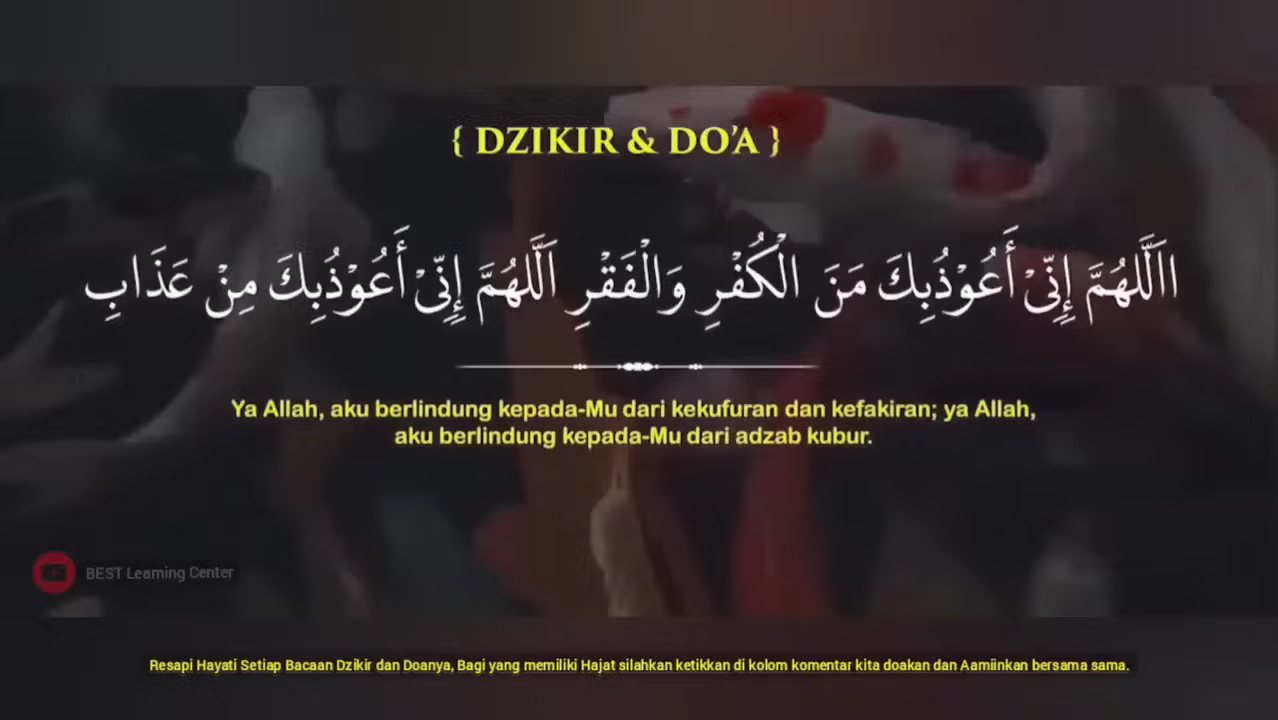 { DZIKIR & DO'A }
اَاللَّهُمَّ إِنِّىْ أَعُوْذُبِكَ مَنَ الْكُفْرِ وَالْفَقْرِ اَللَّهُمَّ إِنِّىْ أَعُوْذُبِكَ مِنْ عَذَابِ
Ya Allah, aku berlindung kepada-Mu dari kekufuran dan kefakiran; ya Allah,
aku berlindung kepada-Mu dari adzab kubur.
BEST Learning Center
Resapi Hayati Setiap Bacaan Dzikir dan Doanya, Bagi yang memiliki Hajat silahkan ketikkan di kolom komentar kita doakan dan Aamiinkan bersama sama.